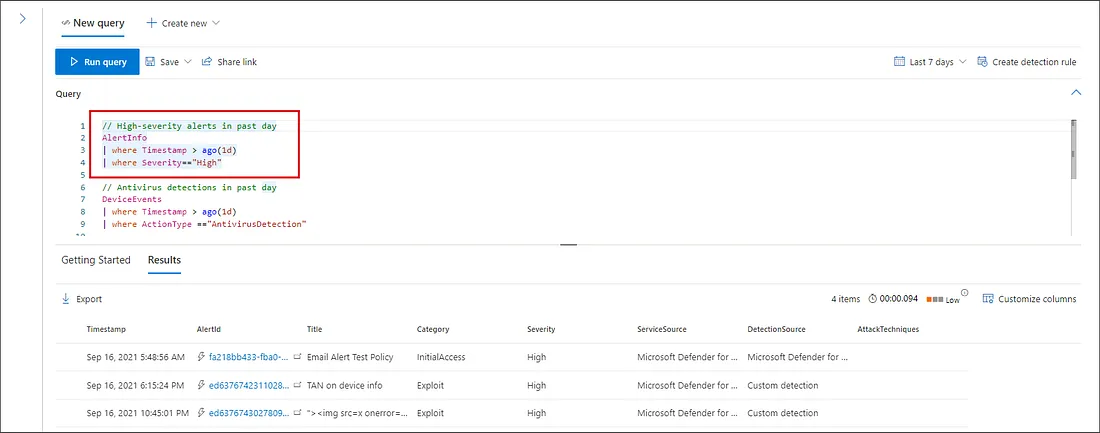 New query
Create new
Run query
Save
Share link
Last 7 days
Create detection rule
Query
1 // High-severity alerts in past day
2 AlertInfo
3 | where Timestamp > ago(1d)
4 | where Severity=="High"
5
6 // Antivirus detections in past day
7 DeviceEvents
8 | where Timestamp > ago(1d)
9 | where ActionType =="AntivirusDetection"
10
Getting Started Results
Export
4 items 00:00.094 Low Customize columns
Timestamp AlertId Title Category Severity ServiceSource DetectionSource AttackTechniques
Sep 16, 2021 5:48:56 AM fa218bb433-fba0-... Email Alert Test Policy InitialAccess High Microsoft Defender for ... Microsoft Defender for ...
Sep 16, 2021 6:15:24 PM ed6376742311028... TAN on device info Exploit High Microsoft Defender for ... Custom detection
Sep 16, 2021 10:45:01 PM ed6376743027809... "><img src=x onerror=... Exploit High Microsoft Defender for ... Custom detection